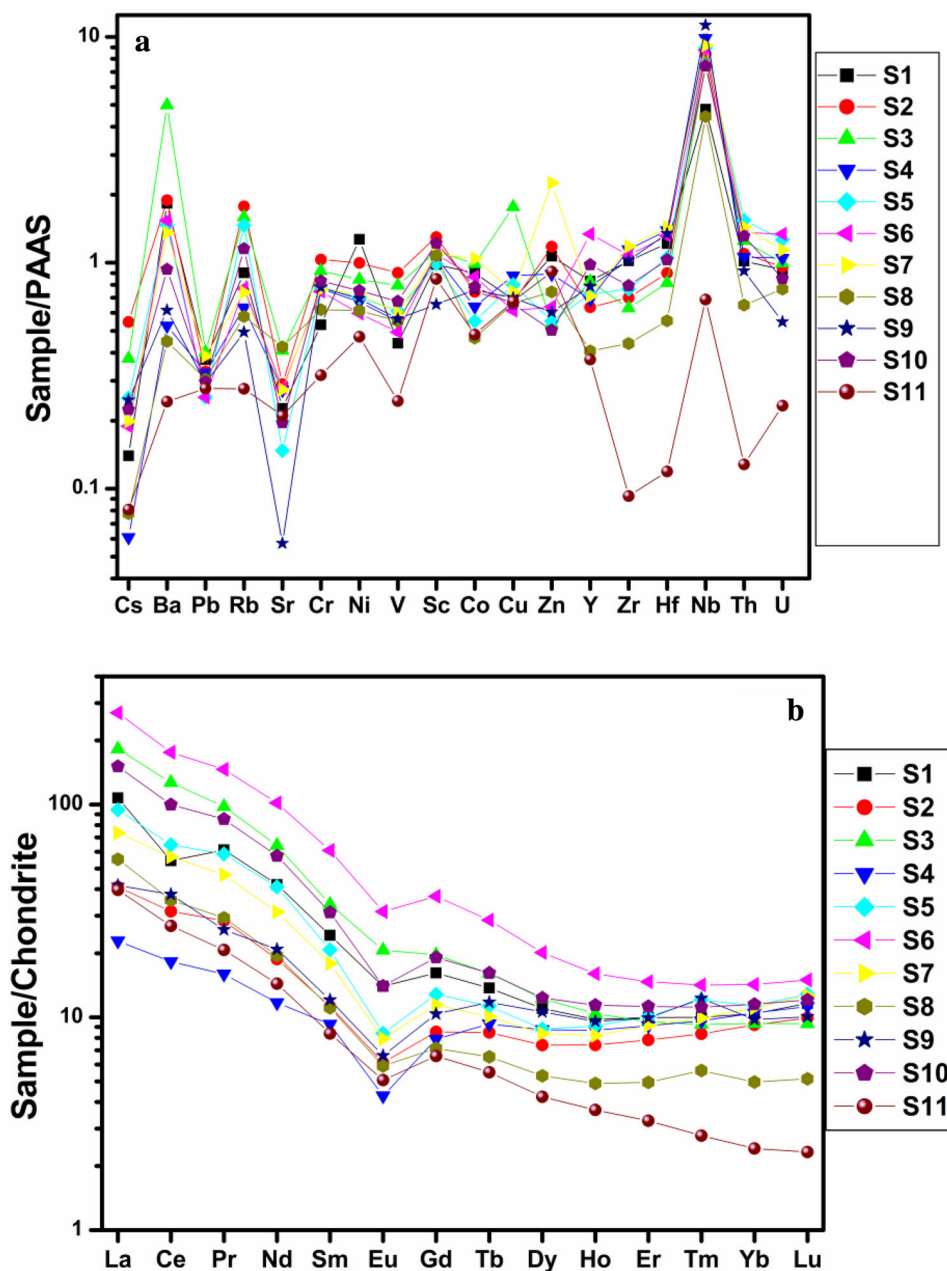 a
Sample/PAAS
10
1
0.1
Cs Ba Pb Rb Sr Cr Ni V Sc Co Cu Zn Y Zr Hf Nb Th U
S1
S2
S3
S4
S5
S6
S7
S8
S9
S10
S11
b
Sample/Chondrite
100
10
1
La Ce Pr Nd Sm Eu Gd Tb Dy Ho Er Tm Yb Lu
S1
S2
S3
S4
S5
S6
S7
S8
S9
S10
S11